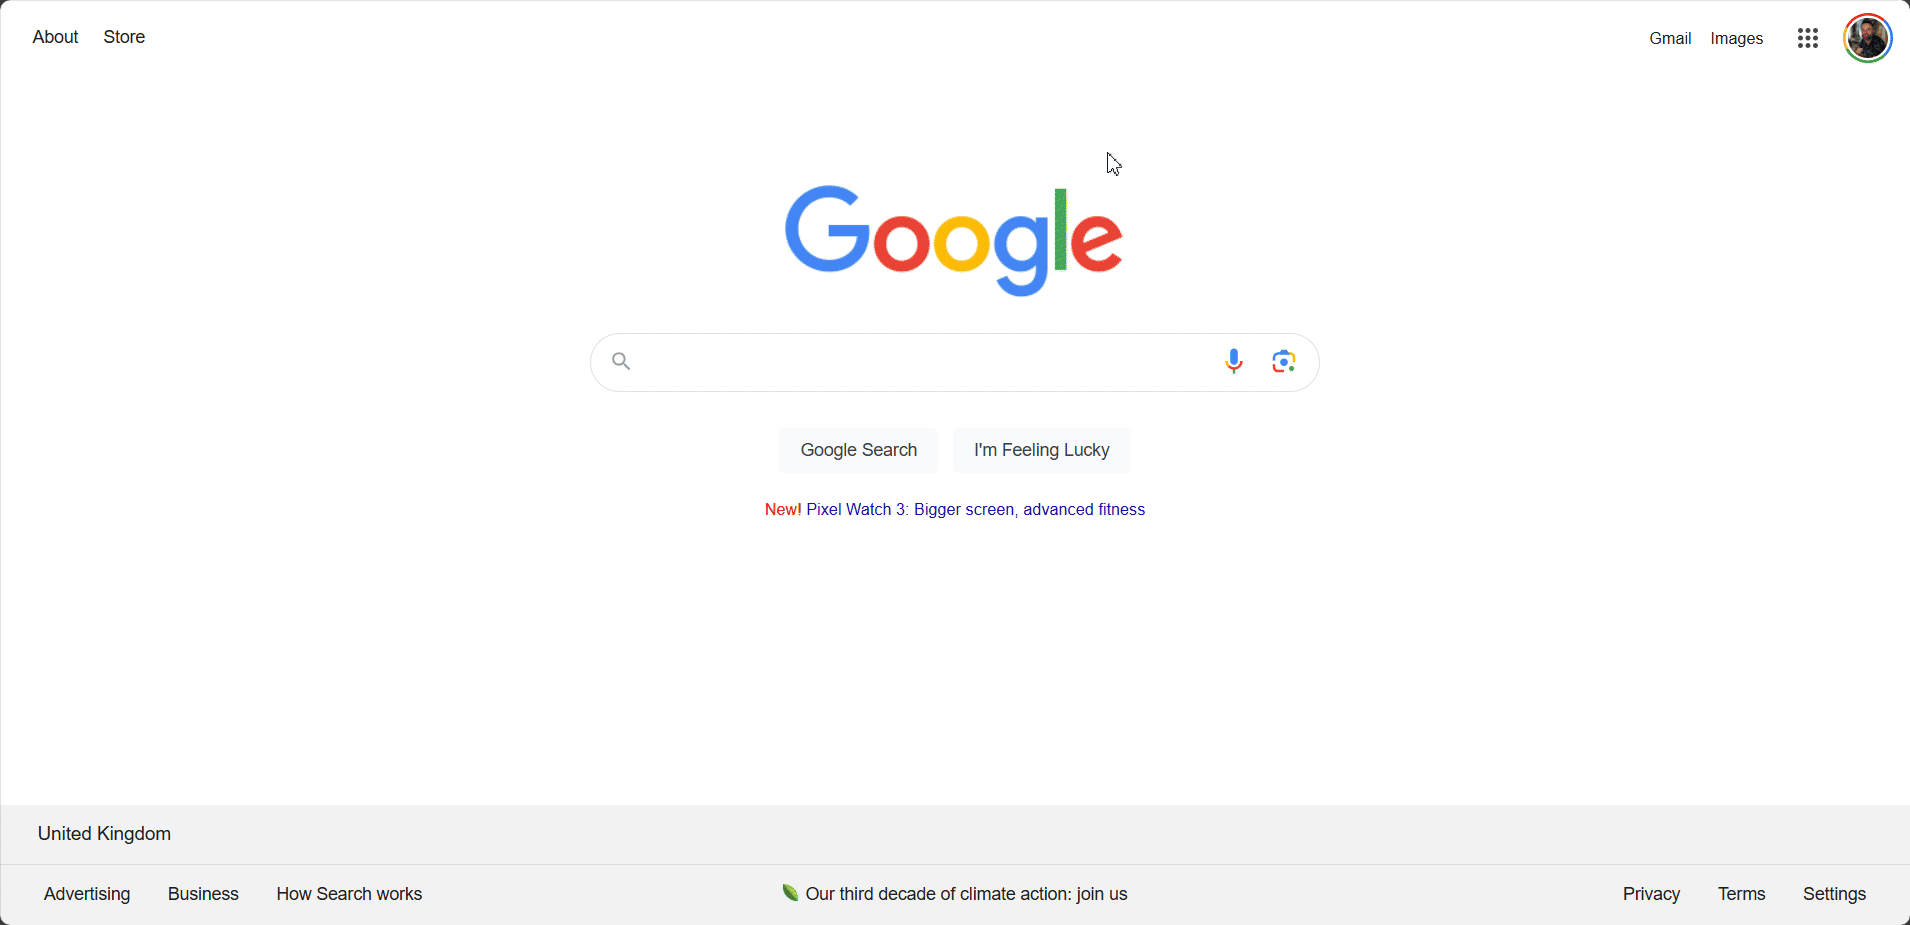 About Store
Gmail Images
Google
Google Search I'm Feeling Lucky
New! Pixel Watch 3: Bigger screen, advanced fitness
United Kingdom
Advertising Business How Search works Our third decade of climate action: join us Privacy Terms Settings